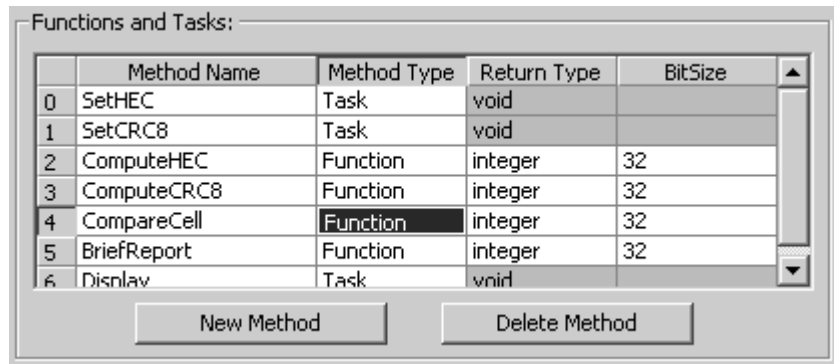 Functions and Tasks:
Method Name Method Type Return Type BitSize
0 SetHEC Task void
1 SetCRC8 Task void
2 ComputeHEC Function integer 32
3 ComputeCRC8 Function integer 32
4 CompareCell Function integer 32
5 BriefReport Function integer 32
6 Display Task void
New Method Delete Method